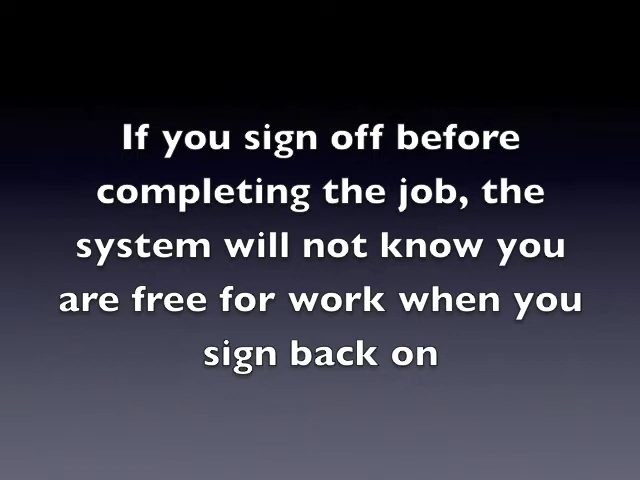 If you sign off before
completing the job, the
system will not know you
are free for work when you
sign back on